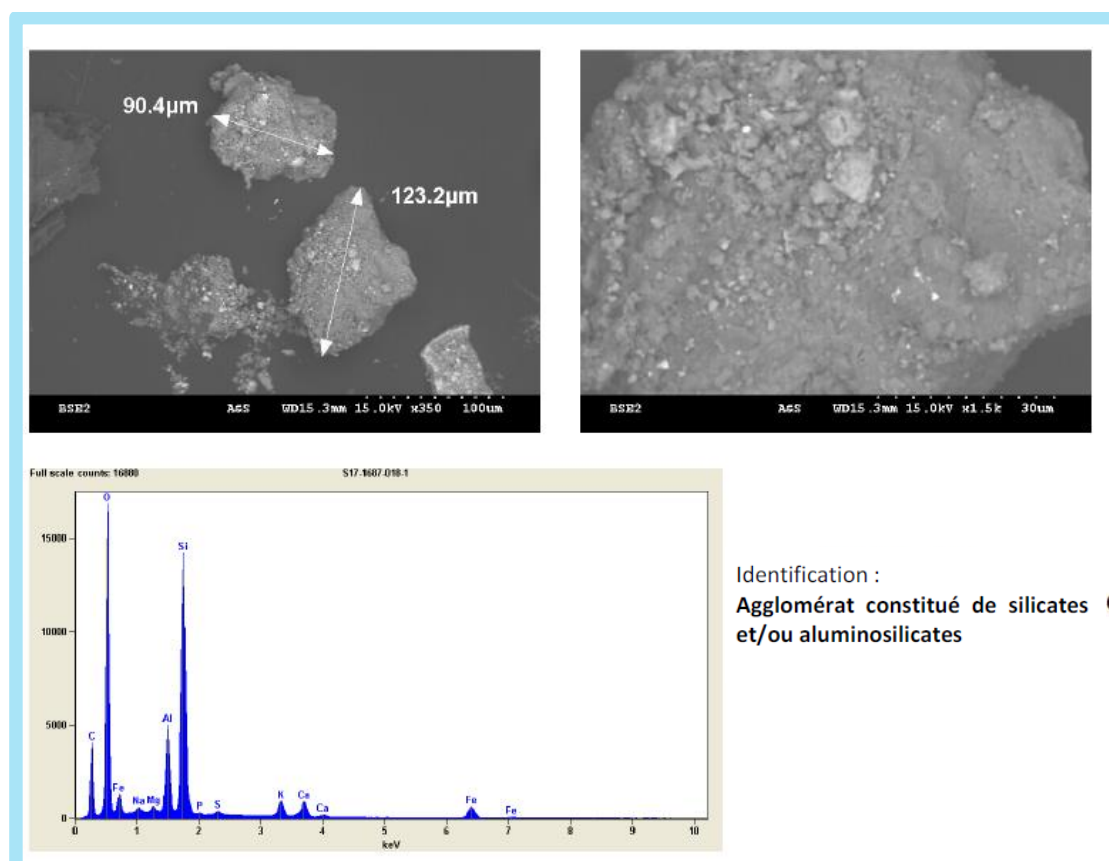 90.4µm
123.2µm
BSE2 A&S WD15.3mm 15.0kV x350 100um
BSE2 A&S WD15.3mm 15.0kV x1.5k 30um
Full scale counts: 16880 S17-1687-018-1
O
15000
Si
10000
5000
Al
C
Fe
Na
Mg
P
S
K
Ca
Ca
Fe
Fe
0
0 1 2 3 4 5 6 7 8 9 10
keV
Identification :
Agglomérat constitué de silicates
et/ou aluminosilicates